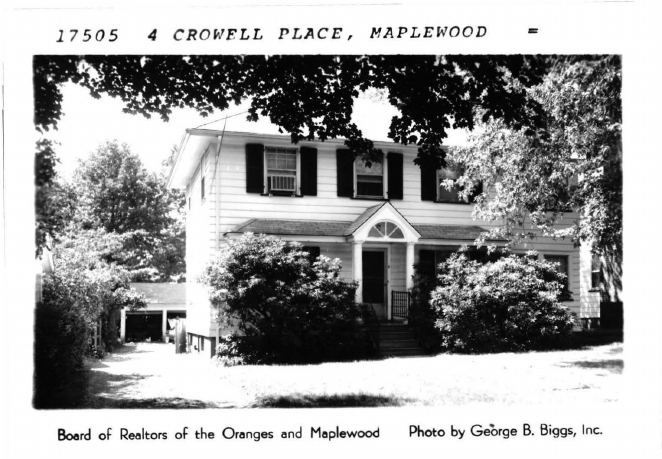 17505 4 CROWELL PLACE, MAPLEWOOD =
Board of Realtors of the Oranges and Maplewood Photo by George B. Biggs, Inc.